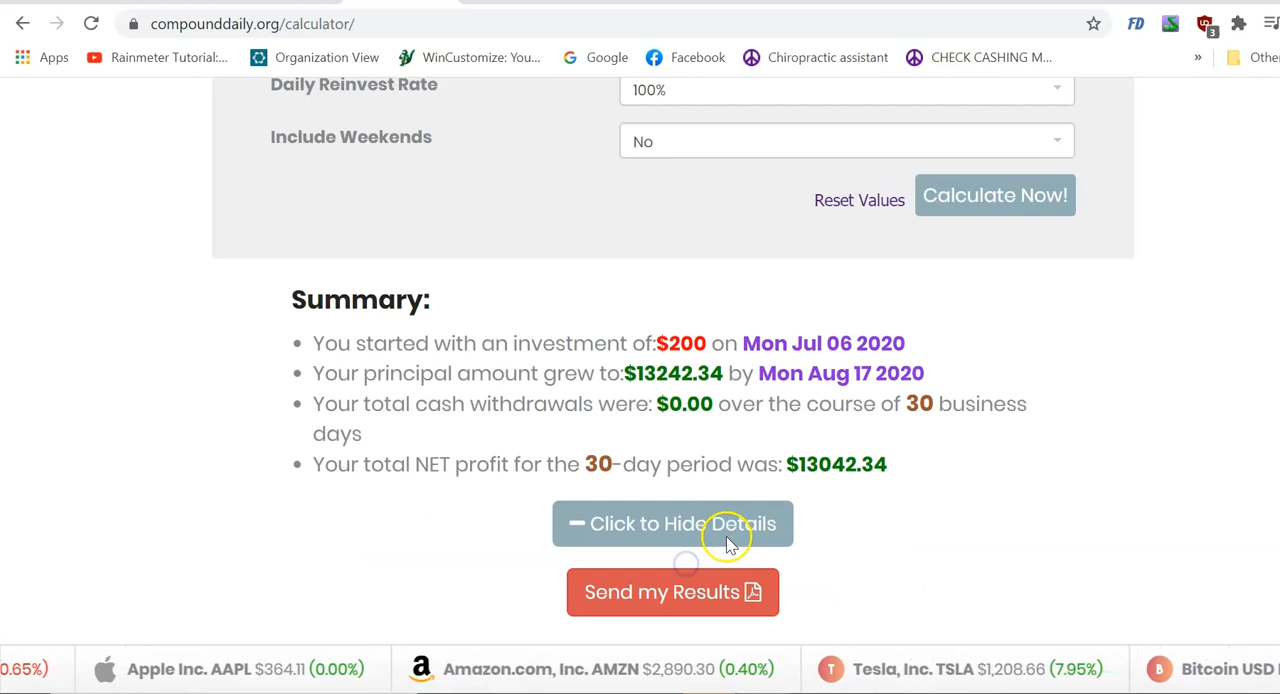 compounddaily.org/calculator/
FD
3
Apps Rainmeter Tutorial:... Organization View WinCustomize: You... Google Facebook Chiropractic assistant CHECK CASHING M... » Other
Daily Reinvest Rate 100%
Include Weekends No
Reset Values Calculate Now!
Summary:
• You started with an investment of:$200 on Mon Jul 06 2020
• Your principal amount grew to:$13242.34 by Mon Aug 17 2020
• Your total cash withdrawals were: $0.00 over the course of 30 business
days
• Your total NET profit for the 30-day period was: $13042.34
Click to Hide Details
Send my Results
0.65%) Apple Inc. AAPL $364.11 (0.00%) a Amazon.com, Inc. AMZN $2,890.30 (0.40%) T Tesla, Inc. TSLA $1,208.66 (7.95%) B Bitcoin USD